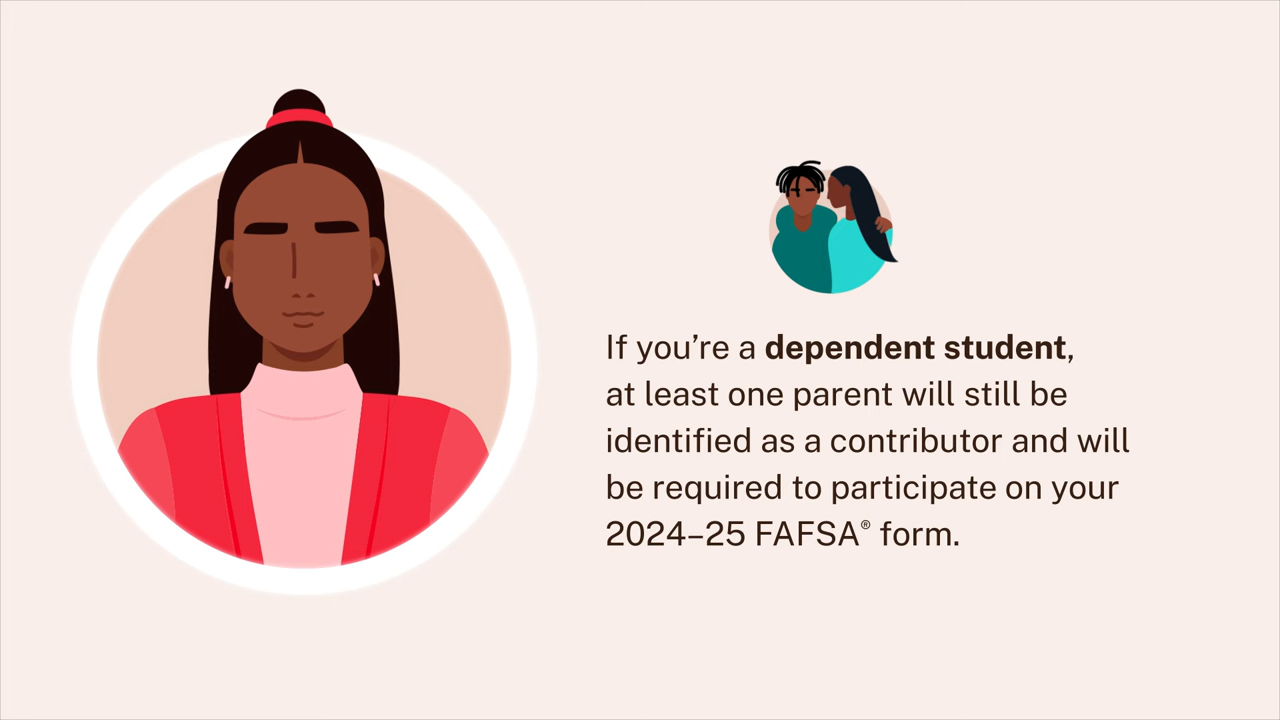 If you’re a dependent student,
at least one parent will still be
identified as a contributor and will
be required to participate on your
2024–25 FAFSA® form.